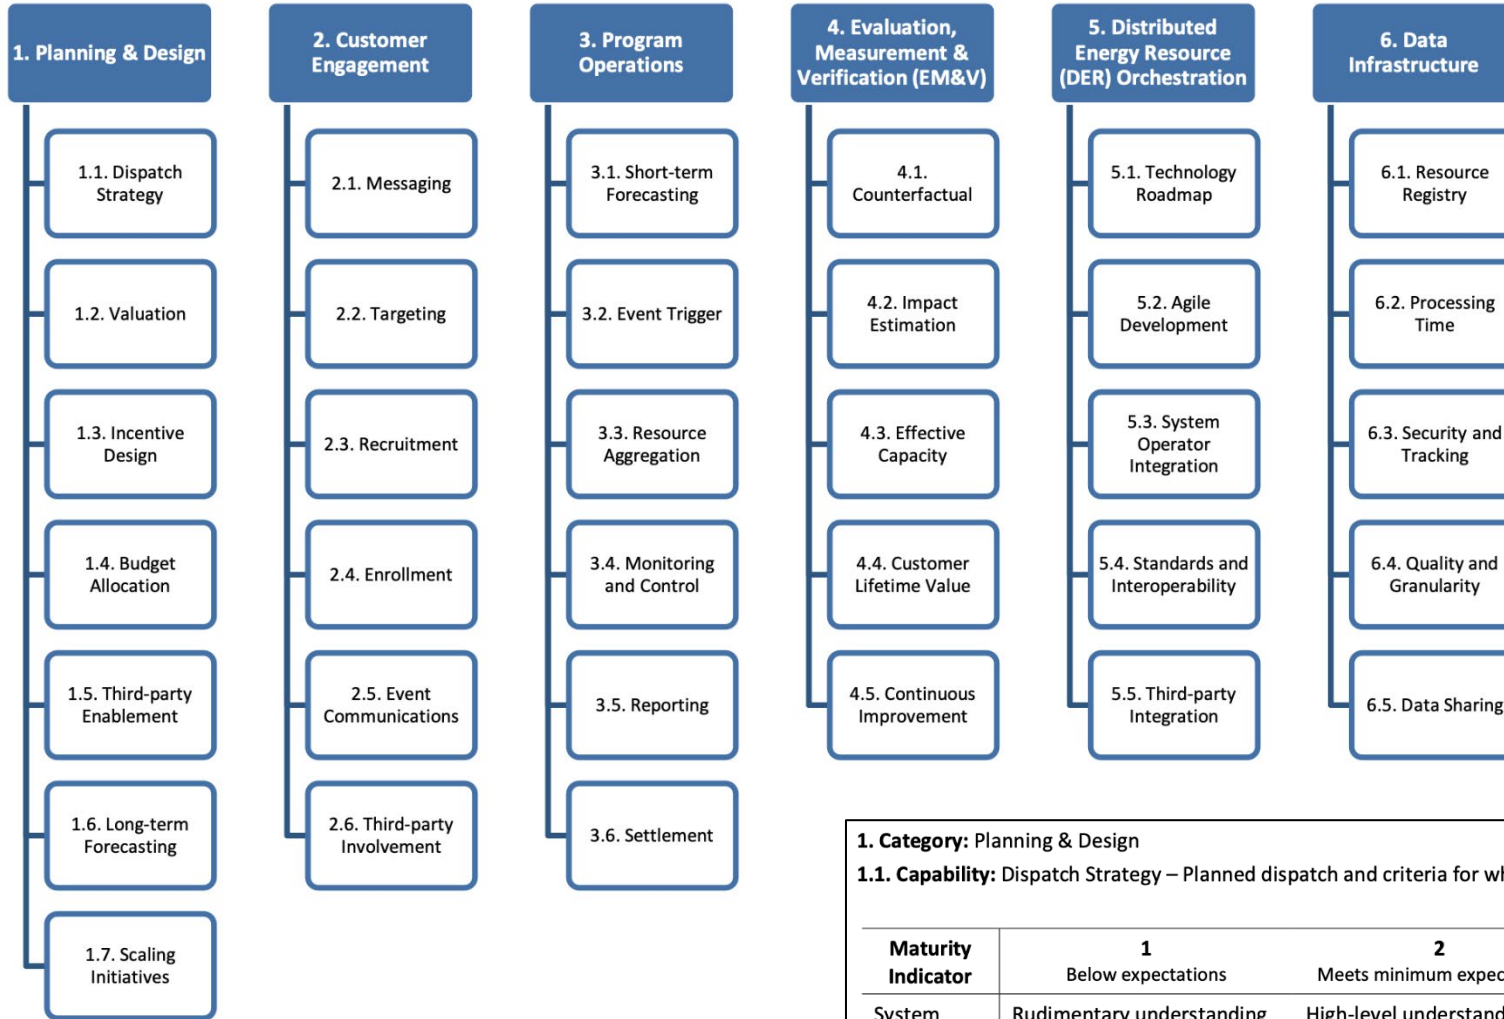 1. Planning & Design
1.1. Dispatch
Strategy
1.2. Valuation
1.3. Incentive
Design
1.4. Budget
Allocation
1.5. Third-party
Enablement
1.6. Long-term
Forecasting
1.7. Scaling
Initiatives
2. Customer
Engagement
2.1. Messaging
2.2. Targeting
2.3. Recruitment
2.4. Enrollment
2.5. Event
Communications
2.6. Third-party
Involvement
3. Program
Operations
3.1. Short-term
Forecasting
3.2. Event Trigger
3.3. Resource
Aggregation
3.4. Monitoring
and Control
3.5. Reporting
3.6. Settlement
4. Evaluation,
Measurement &
Verification (EM&V)
4.1.
Counterfactual
4.2. Impact
Estimation
4.3. Effective
Capacity
4.4. Customer
Lifetime Value
4.5. Continuous
Improvement
5. Distributed
Energy Resource
(DER) Orchestration
5.1. Technology
Roadmap
5.2. Agile
Development
5.3. System
Operator
Integration
5.4. Standards and
Interoperability
5.5. Third-party
Integration
6. Data
Infrastructure
6.1. Resource
Registry
6.2. Processing
Time
6.3. Security and
Tracking
6.4. Quality and
Granularity
6.5. Data Sharing
1. Category: Planning & Design
1.1. Capability: Dispatch Strategy – Planned dispatch and criteria for
Maturity
Indicator
1
Below expectations
2
Meets minimum
System
Rudimentary understanding
High-level